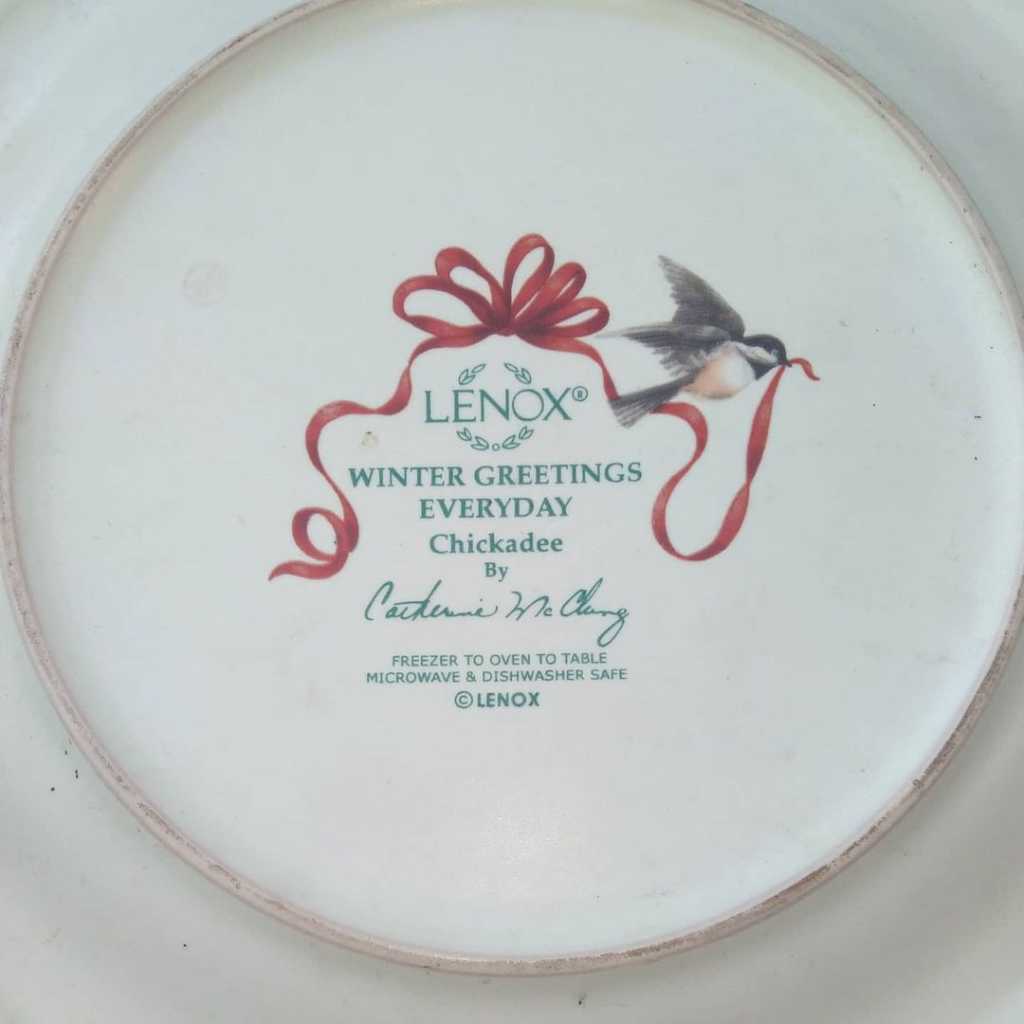 LENOX®
WINTER GREETINGS
EVERYDAY
Chickadee
By
Catherine McClung
FREEZER TO OVEN TO TABLE
MICROWAVE & DISHWASHER SAFE
©LENOX